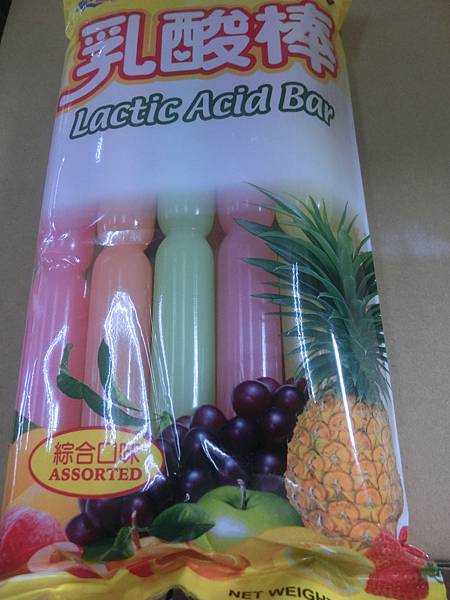 乳酸棒
Lactic Acid Bar
綜合口味
ASSORTED
NET WEIGHT